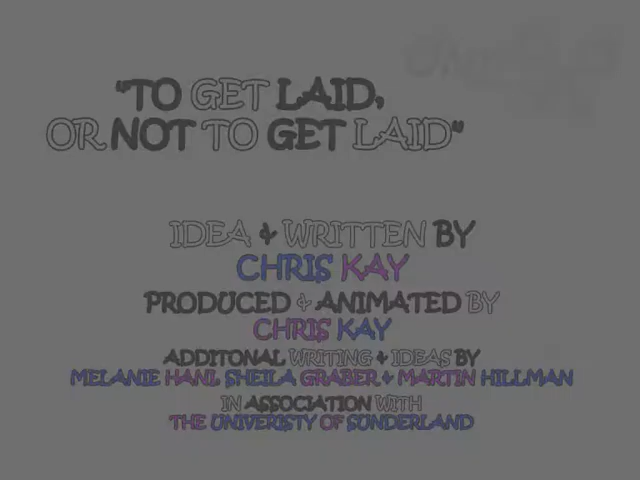 "TO GET LAID,
OR NOT TO GET LAID"
IDEA & WRITTEN BY
CHRIS KAY
PRODUCED & ANIMATED BY
CHRIS KAY
ADDITONAL WRITING & IDEAS BY
MELANIE HANI, SHEILA GRABER & MARTIN HILLMAN
IN ASSOCIATION WITH
THE UNIVERISTY OF SUNDERLAND